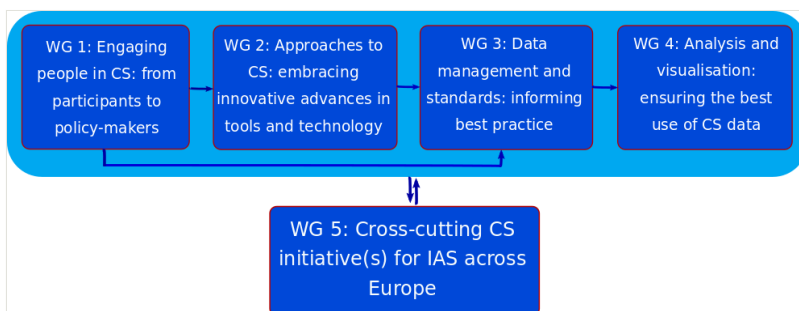 WG 1: Engaging
people in CS: from
participants to
policy-makers
WG 2: Approaches to
CS: embracing
innovative advances in
tools and technology
WG 3: Data
management and
standards: informing
best practice
WG 4: Analysis and
visualisation:
ensuring the best
use of CS data
WG 5: Cross-cutting CS
initiative(s) for IAS across
Europe